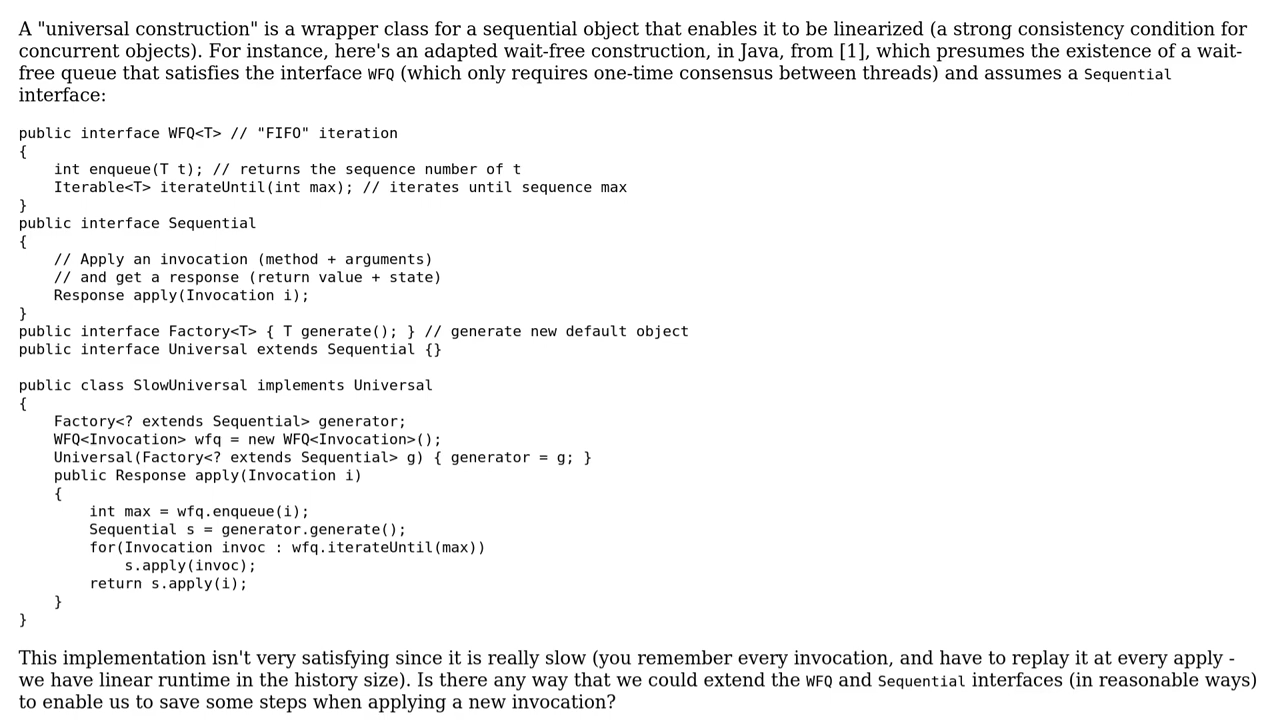 A "universal construction" is a wrapper class for a sequential object that enables it to be linearized (a strong consistency condition for
concurrent objects). For instance, here's an adapted wait-free construction, in Java, from [1], which presumes the existence of a wait-
free queue that satisfies the interface WFQ (which only requires one-time consensus between threads) and assumes a Sequential
interface:
public interface WFQ<T> // "FIFO" iteration
{
    int enqueue(T t); // returns the sequence number of t
    Iterable<T> iterateUntil(int max); // iterates until sequence max
}
public interface Sequential
{
    // Apply an invocation (method + arguments)
    // and get a response (return value + state)
    Response apply(Invocation i);
}
public interface Factory<T> { T generate(); } // generate new default object
public interface Universal extends Sequential {}
public class SlowUniversal implements Universal
{
    Factory<? extends Sequential> generator;
    WFQ<Invocation> wfq = new WFQ<Invocation>();
    Universal(Factory<? extends Sequential> g) { generator = g; }
    public Response apply(Invocation i)
    {
        int max = wfq.enqueue(i);
        Sequential s = generator.generate();
        for(Invocation invoc : wfq.iterateUntil(max))
            s.apply(invoc);
        return s.apply(i);
    }
}
This implementation isn't very satisfying since it is really slow (you remember every invocation, and have to replay it at every apply -
we have linear runtime in the history size). Is there any way that we could extend the WFQ and Sequential interfaces (in reasonable ways)
to enable us to save some steps when applying a new invocation?